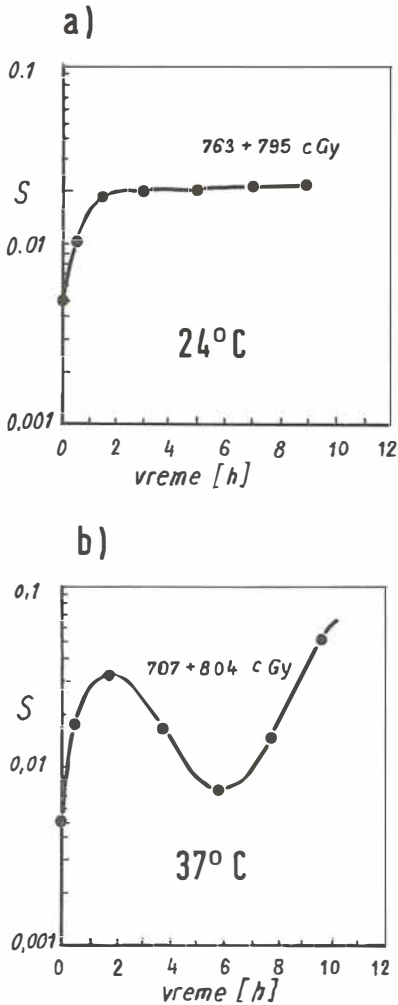 a)
0.1
763 + 795 cGy
S
0.01
24°C
0,001
0 2 4 6 8 10 12
vreme [h]
b)
0,1
707 + 804 cGy
S
0,01
37°C
0,001
0 2 4 6 8 10 12
vreme [h]